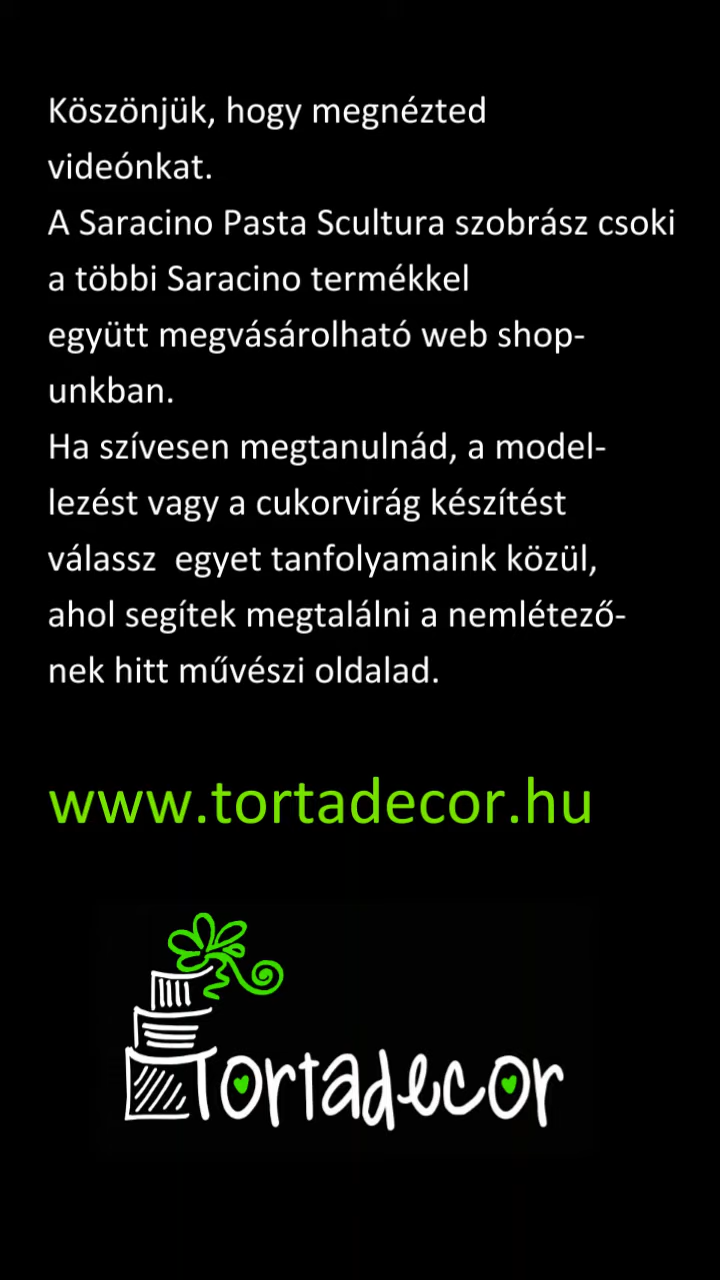 Köszönjük, hogy megnézted
videónkat.
A Saracino Pasta Scultura szobrász csoki
a többi Saracino termékkel
együtt megvásárolható web shop-
unkban.
Ha szívesen megtanulnád, a model-
lezést vagy a cukorvirág készítést
válassz  egyet tanfolyamaink közül,
ahol segítek megtalálni a nemlétező-
nek hitt művészi oldalad.
www.tortadecor.hu
Tortadecor